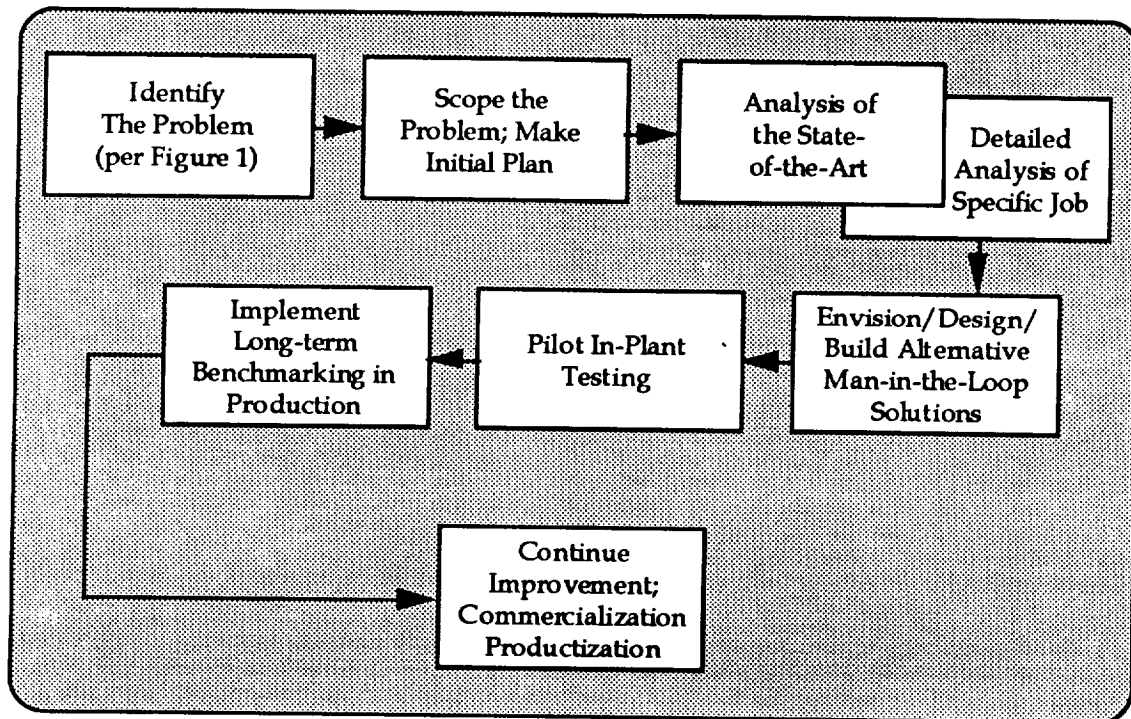 Identify
The Problem
(per Figure 1)
Scope the
Problem; Make
Initial Plan
Analysis of
the State-
of-the-Art
Detailed
Analysis of
Specific Job
Envision/Design/
Build Alternative
Man-in-the-Loop
Solutions
Pilot In-Plant
Testing
Implement
Long-term
Benchmarking in
Production
Continue
Improvement;
Commercialization
Productization